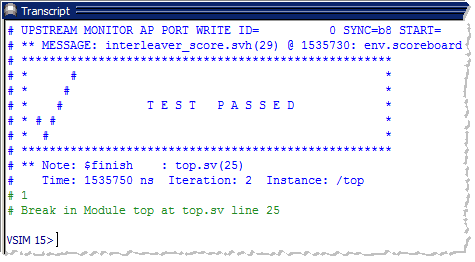 Transcript
# UPSTREAM MONITOR AP PORT WRITE ID=          0 SYNC=b8 START=
# ** MESSAGE: interleaver_score.svh(29) @ 1535730: env.scoreboard
# *****************************************************
# *      #                                            *
# *     #                                             *
# *    #            T E S T   P A S S E D             *
# * # #                                               *
# *  #                                                *
# *****************************************************
# ** Note: $finish    : top.sv(25)
#    Time: 1535750 ns  Iteration: 2  Instance: /top
# 1
# Break in Module top at top.sv line 25
VSIM 15>